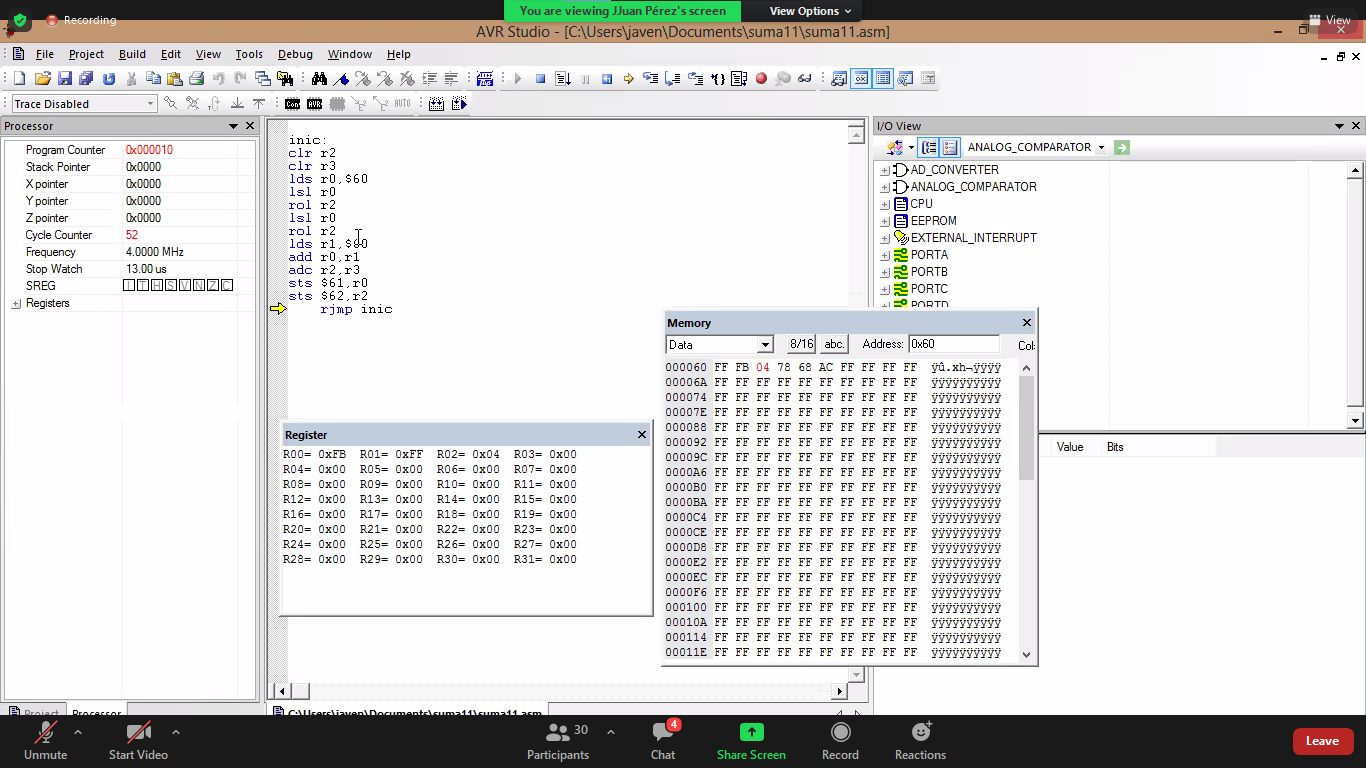 Recording
You are viewing JJuan Pérez's screen
View Options
View
AVR Studio - [C:\Users\javen\Documents\suma11\suma11.asm]
File Project Build Edit View Tools Debug Window Help
Trace Disabled
Con AVR AUTO
Processor
Program Counter 0x000010
Stack Pointer 0x0000
X pointer 0x0000
Y pointer 0x0000
Z pointer 0x0000
Cycle Counter 52
Frequency 4.0000 MHz
Stop Watch 13.00 us
SREG I T H S V N Z C
Registers
Project Processor
inic:
clr r2
clr r3
lds r0,$60
lsl r0
rol r2
lsl r0
rol r2
lds r1,$60
add r0,r1
adc r2,r3
sts $61,r0
sts $62,r2
rjmp inic
C:\Users\javen\Documents\suma11\suma11.asm
Register
R00= 0xFB R01= 0xFF R02= 0x04 R03= 0x00
R04= 0x00 R05= 0x00 R06= 0x00 R07= 0x00
R08= 0x00 R09= 0x00 R10= 0x00 R11= 0x00
R12= 0x00 R13= 0x00 R14= 0x00 R15= 0x00
R16= 0x00 R17= 0x00 R18= 0x00 R19= 0x00
R20= 0x00 R21= 0x00 R22= 0x00 R23= 0x00
R24= 0x00 R25= 0x00 R26= 0x00 R27= 0x00
R28= 0x00 R29= 0x00 R30= 0x00 R31= 0x00
Memory
Data 8/16 abc. Address: 0x60 Col:
000060 FF FB 04 78 68 AC FF FF FF FF ÿû.xh¬ÿÿÿÿ
00006A FF FF FF FF FF FF FF FF FF FF ÿÿÿÿÿÿÿÿÿÿ
000074 FF FF FF FF FF FF FF FF FF FF ÿÿÿÿÿÿÿÿÿÿ
00007E FF FF FF FF FF FF FF FF FF FF ÿÿÿÿÿÿÿÿÿÿ
000088 FF FF FF FF FF FF FF FF FF FF ÿÿÿÿÿÿÿÿÿÿ
000092 FF FF FF FF FF FF FF FF FF FF ÿÿÿÿÿÿÿÿÿÿ
00009C FF FF FF FF FF FF FF FF FF FF ÿÿÿÿÿÿÿÿÿÿ
0000A6 FF FF FF FF FF FF FF FF FF FF ÿÿÿÿÿÿÿÿÿÿ
0000B0 FF FF FF FF FF FF FF FF FF FF ÿÿÿÿÿÿÿÿÿÿ
0000BA FF FF FF FF FF FF FF FF FF FF ÿÿÿÿÿÿÿÿÿÿ
0000C4 FF FF FF FF FF FF FF FF FF FF ÿÿÿÿÿÿÿÿÿÿ
0000CE FF FF FF FF FF FF FF FF FF FF ÿÿÿÿÿÿÿÿÿÿ
0000D8 FF FF FF FF FF FF FF FF FF FF ÿÿÿÿÿÿÿÿÿÿ
0000E2 FF FF FF FF FF FF FF FF FF FF ÿÿÿÿÿÿÿÿÿÿ
0000EC FF FF FF FF FF FF FF FF FF FF ÿÿÿÿÿÿÿÿÿÿ
0000F6 FF FF FF FF FF FF FF FF FF FF ÿÿÿÿÿÿÿÿÿÿ
000100 FF FF FF FF FF FF FF FF FF FF ÿÿÿÿÿÿÿÿÿÿ
00010A FF FF FF FF FF FF FF FF FF FF ÿÿÿÿÿÿÿÿÿÿ
000114 FF FF FF FF FF FF FF FF FF FF ÿÿÿÿÿÿÿÿÿÿ
00011E FF FF FF FF FF FF FF FF FF FF ÿÿÿÿÿÿÿÿÿÿ
I/O View
ANALOG_COMPARATOR
AD_CONVERTER
ANALOG_COMPARATOR
CPU
EEPROM
EXTERNAL_INTERRUPT
PORTA
PORTB
PORTC
PORTD
Value Bits
Unmute
Start Video
30
Participants
4
Chat
Share Screen
Record
Reactions
Leave